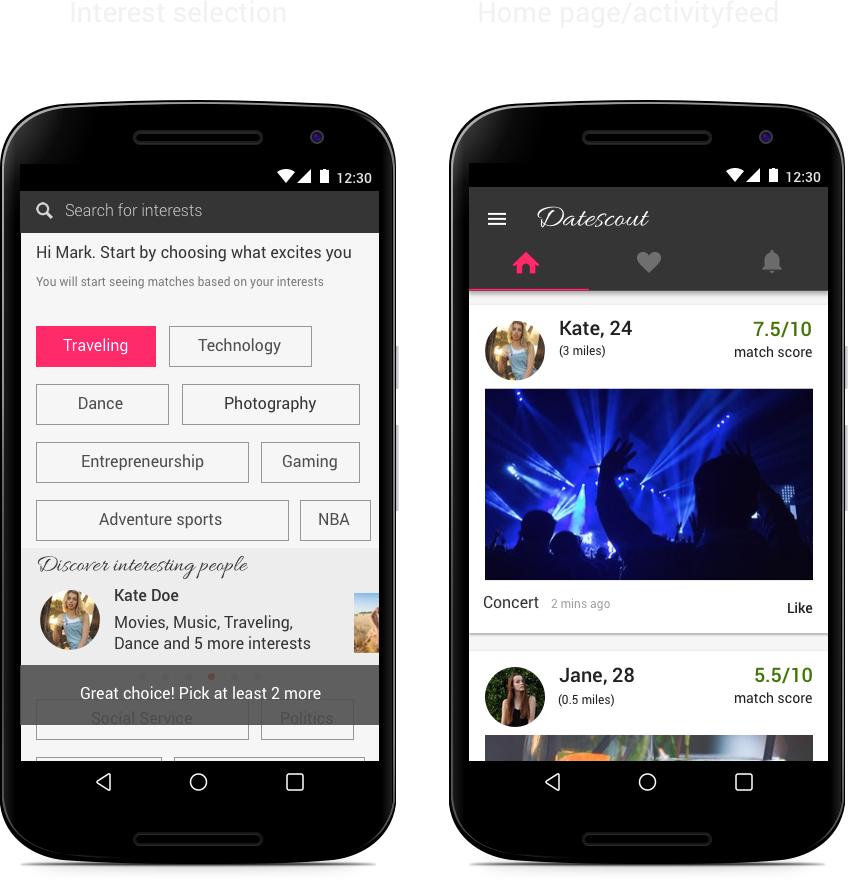 Interest selection
Home page/activityfeed
12:30
Search for interests
Hi Mark. Start by choosing what excites you
You will start seeing matches based on your interests
Traveling
Technology
Dance
Photography
Entrepreneurship
Gaming
Adventure sports
NBA
Discover interesting people
Kate Doe
Movies, Music, Traveling,
Dance and 5 more interests
Great choice! Pick at least 2 more
Social Service
Politics
12:30
Datescout
Kate, 24
7.5/10
(3 miles)
match score
Concert
2 mins ago
Like
Jane, 28
5.5/10
(0.5 miles)
match score